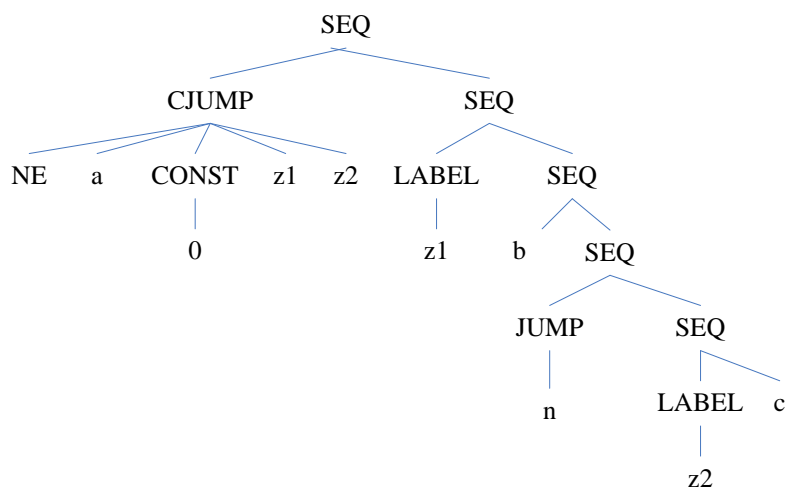 SEQ
CJUMP SEQ
NE a CONST z1 z2 LABEL SEQ
0 z1 b SEQ
JUMP SEQ
n LABEL c
z2